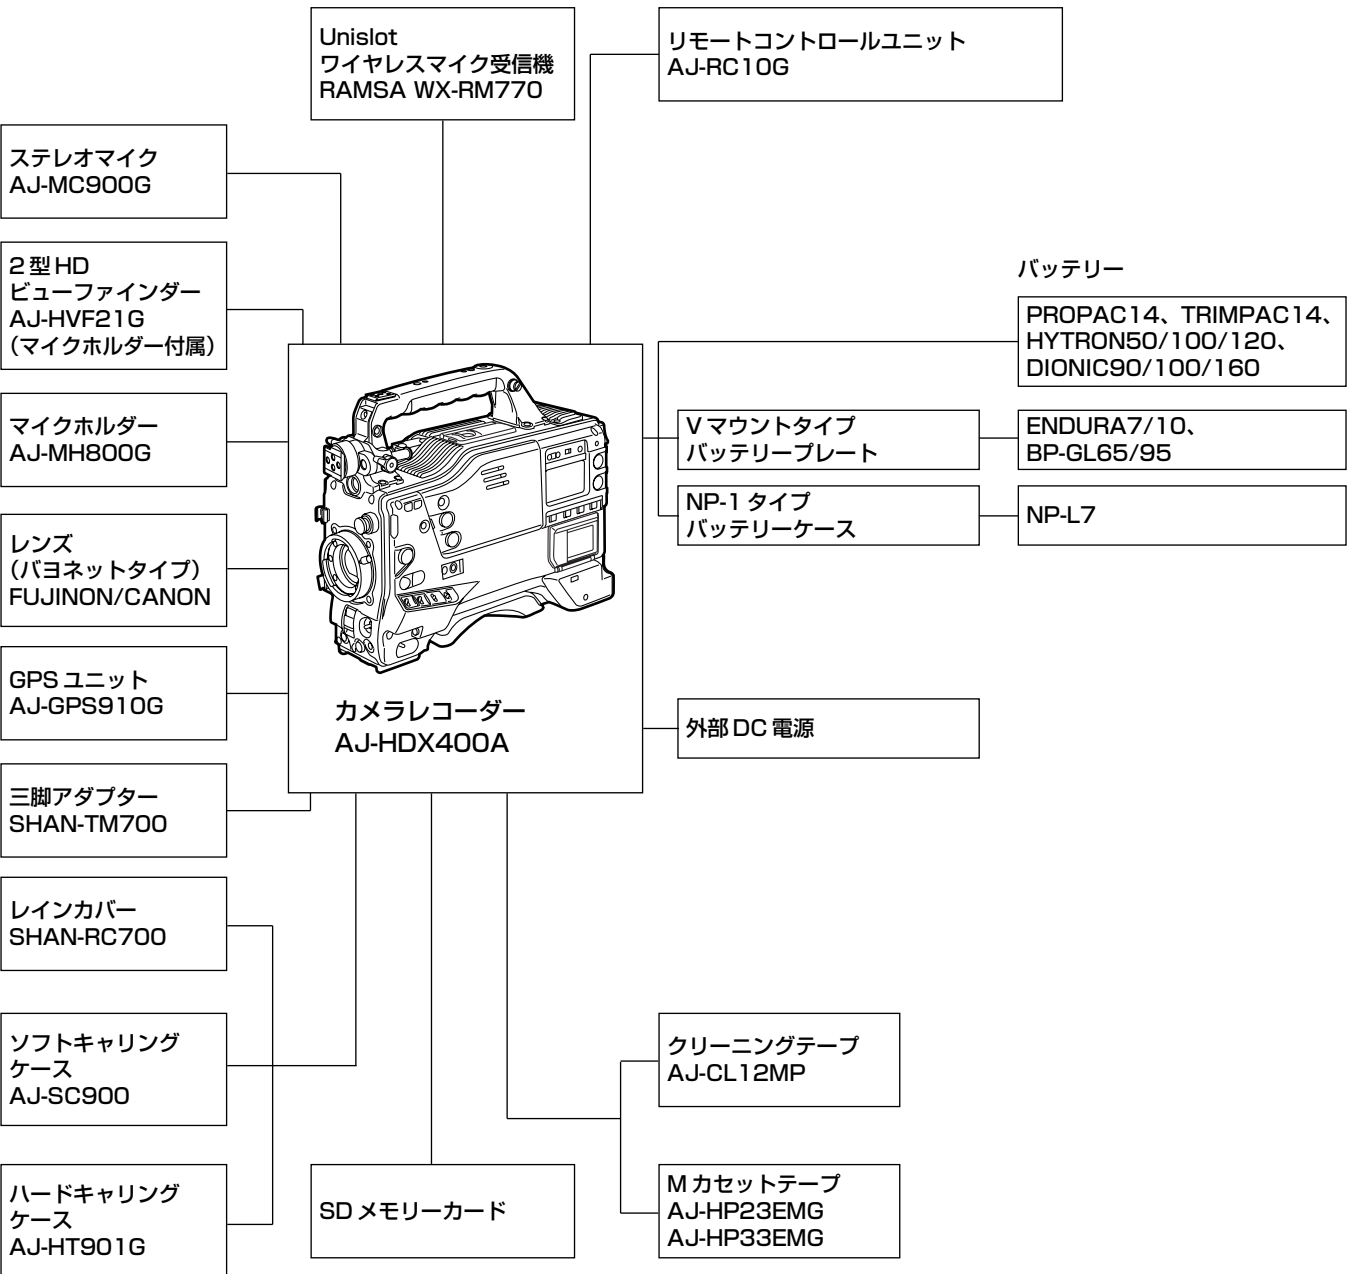 Unislot
ワイヤレスマイク受信機
RAMSA WX-RM770
リモートコントロールユニット
AJ-RC10G
ステレオマイク
AJ-MC900G
2型HD
ビューファインダー
AJ-HVF21G
（マイクホルダー付属）
マイクホルダー
AJ-MH800G
レンズ
（バヨネットタイプ）
FUJINON/CANON
GPSユニット
AJ-GPS910G
三脚アダプター
SHAN-TM700
レインカバー
SHAN-RC700
ソフトキャリング
ケース
AJ-SC900
ハードキャリング
ケース
AJ-HT901G
カメラレコーダー
AJ-HDX400A
バッテリー
PROPAC14、TRIMPAC14、
HYTRON50/100/120、
DIONIC90/100/160
Vマウントタイプ
バッテリープレート
ENDURA7/10、
BP-GL65/95
NP-1タイプ
バッテリーケース
NP-L7
外部DC電源
クリーニングテープ
AJ-CL12MP
Mカセットテープ
AJ-HP23EMG
AJ-HP33EMG
SDメモリーカード